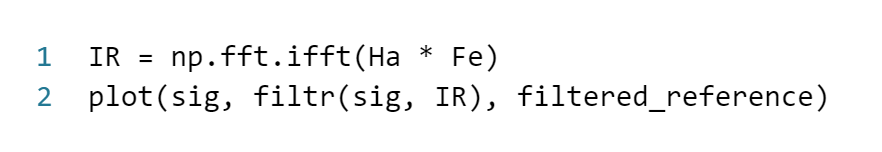 1 IR = np.fft.ifft(Ha * Fe)
2 plot(sig, filtr(sig, IR), filtered_reference)